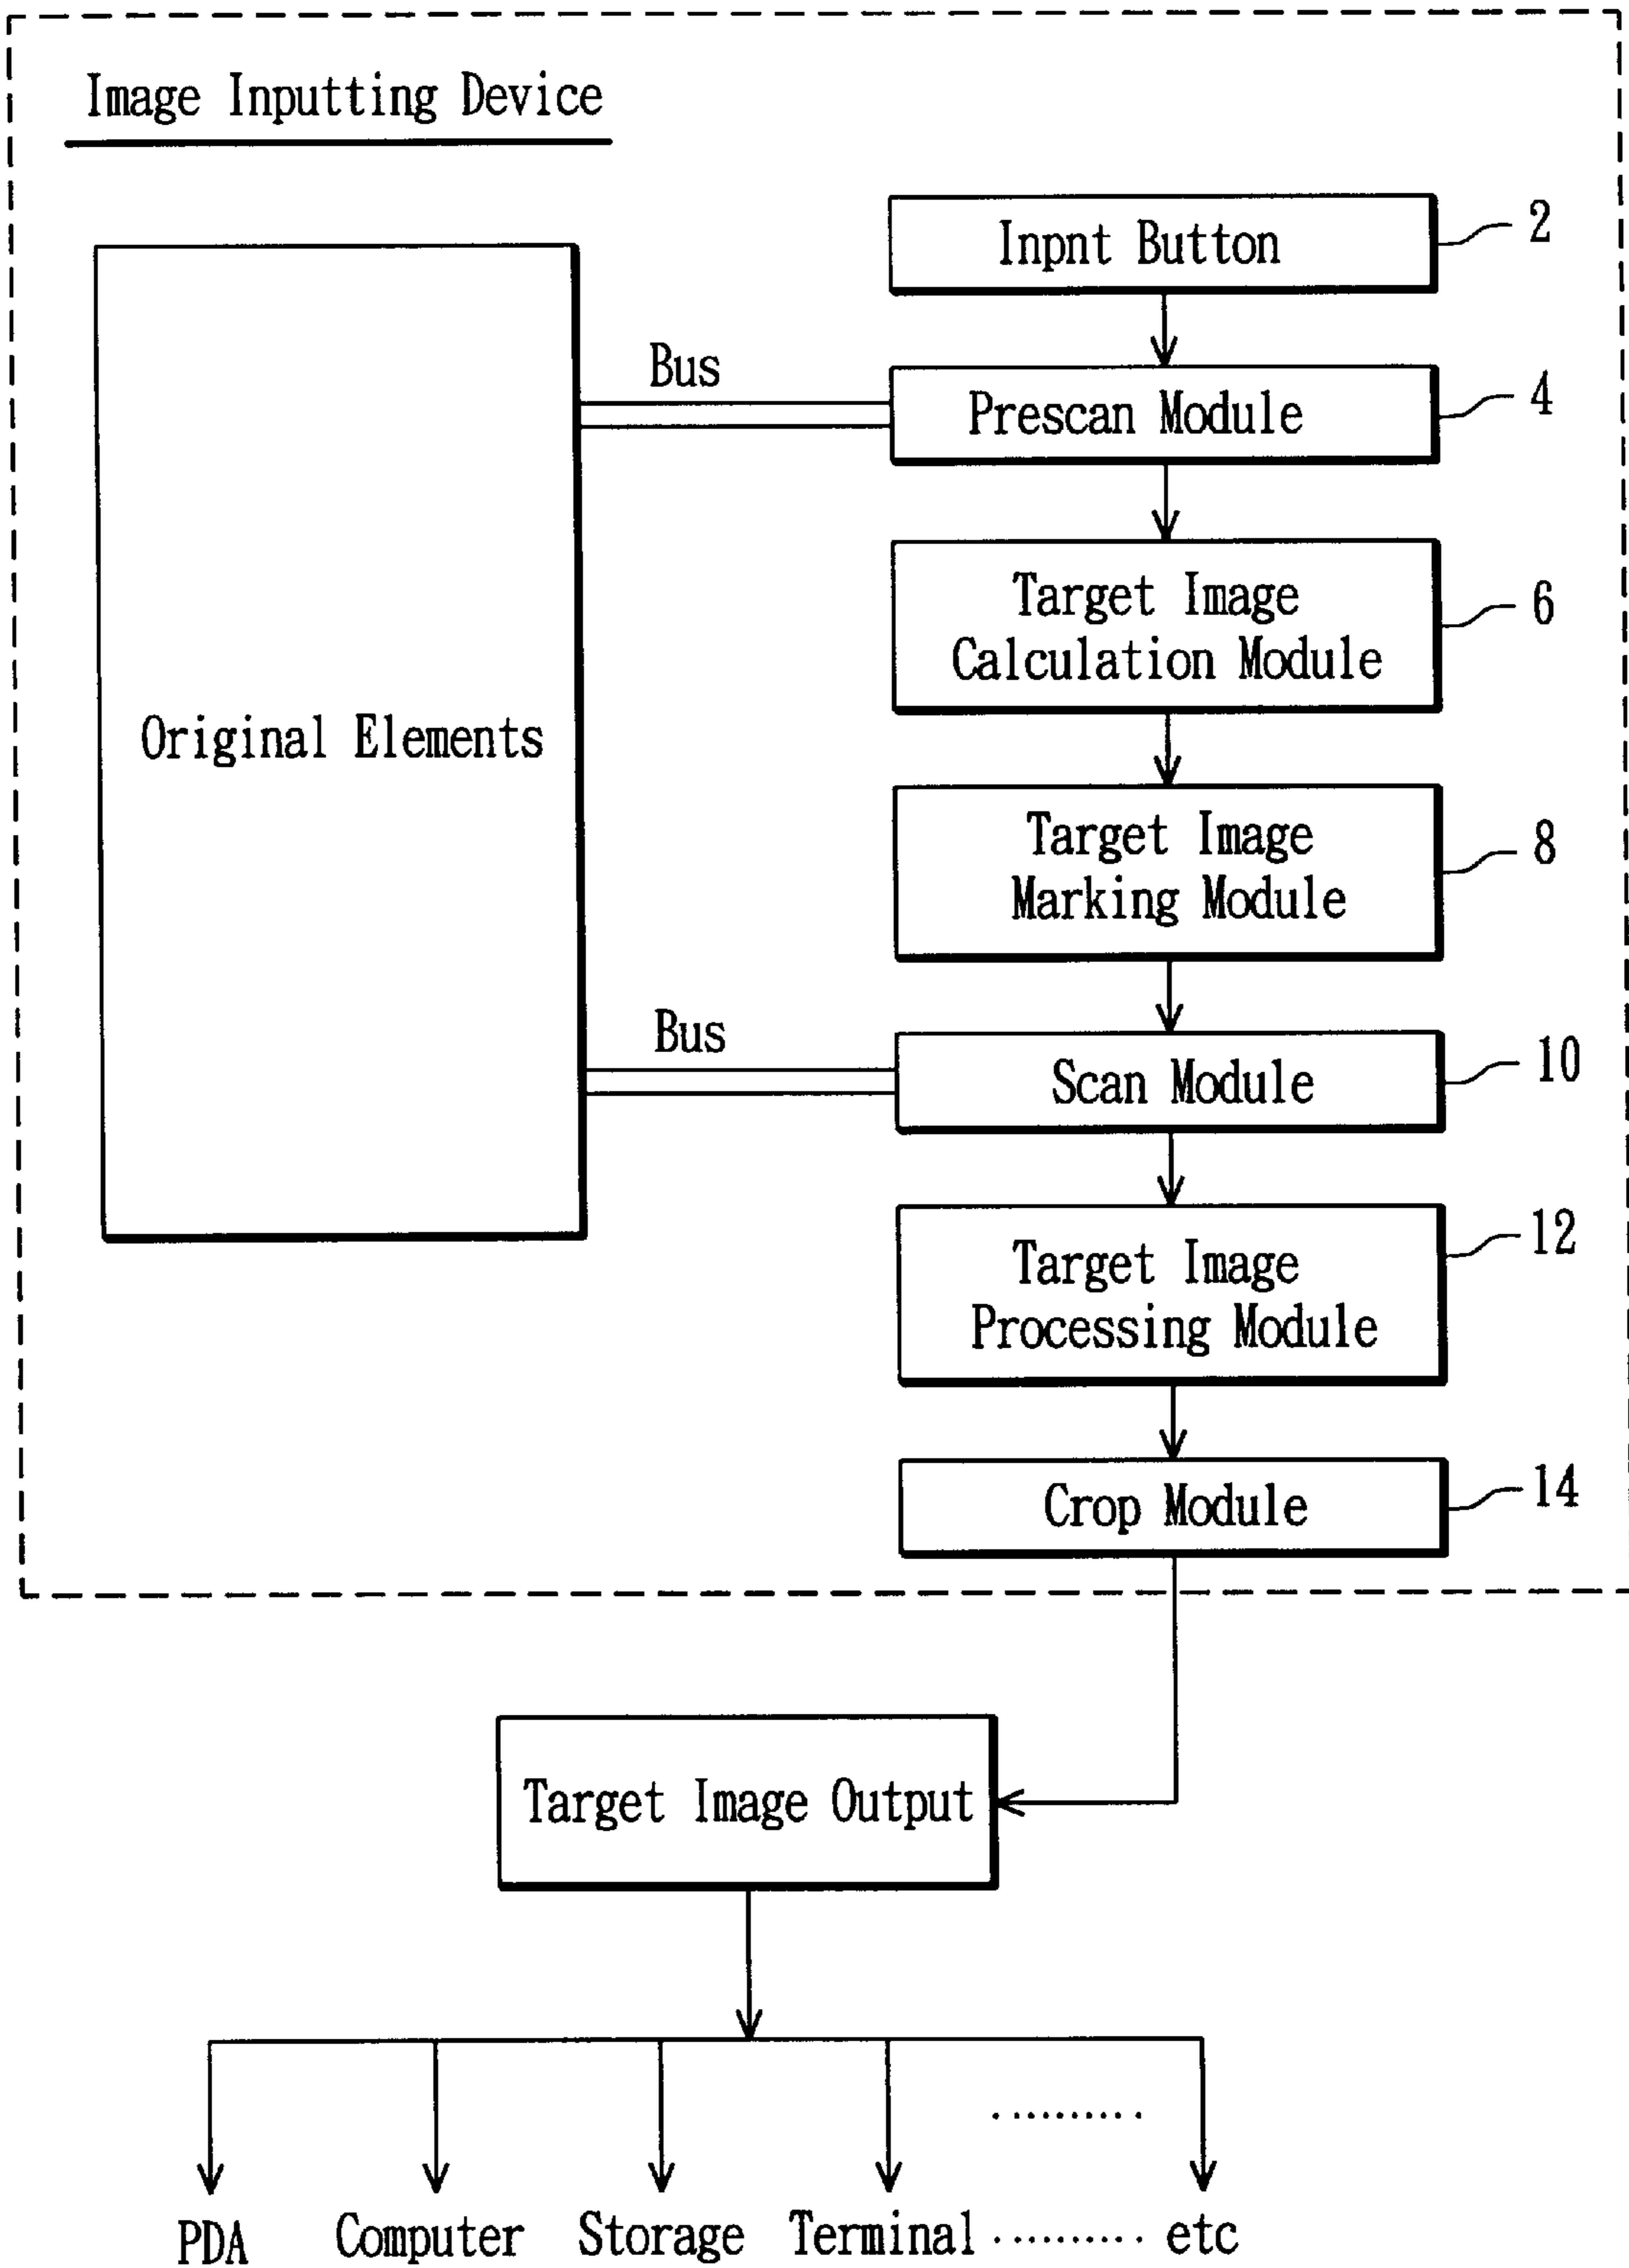 Image Inputting Device
Inpnt Button
2
Bus
Prescan Module
4
Target Image
Calculation Module
6
Original Elements
Target Image
Marking Module
8
Bus
Scan Module
10
Target Image
Processing Module
12
Crop Module
14
Target Image Output
..........
PDA Computer Storage Terminal .......... etc